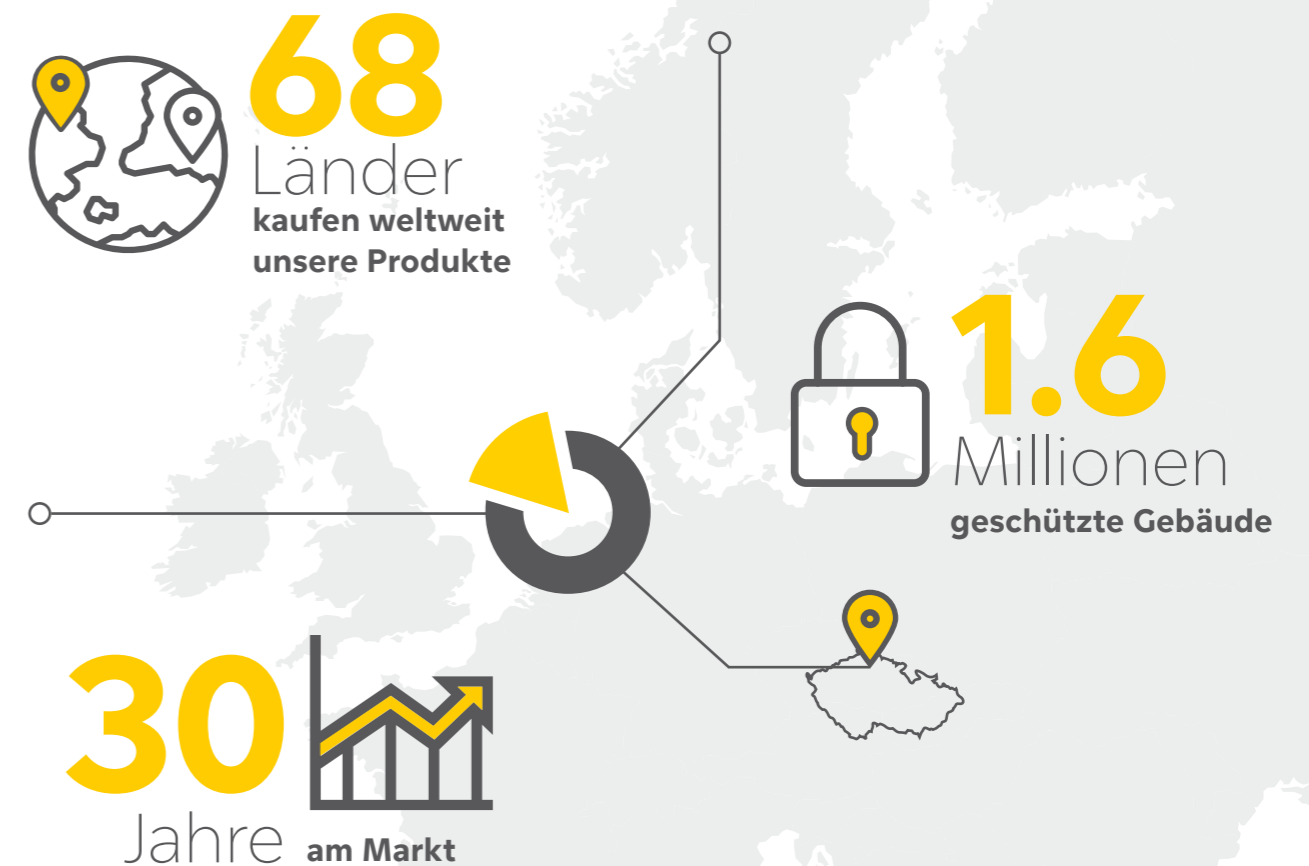 68
Länder
kaufen weltweit
unsere Produkte
1.6
Millionen
geschützte Gebäude
30
Jahre am Markt